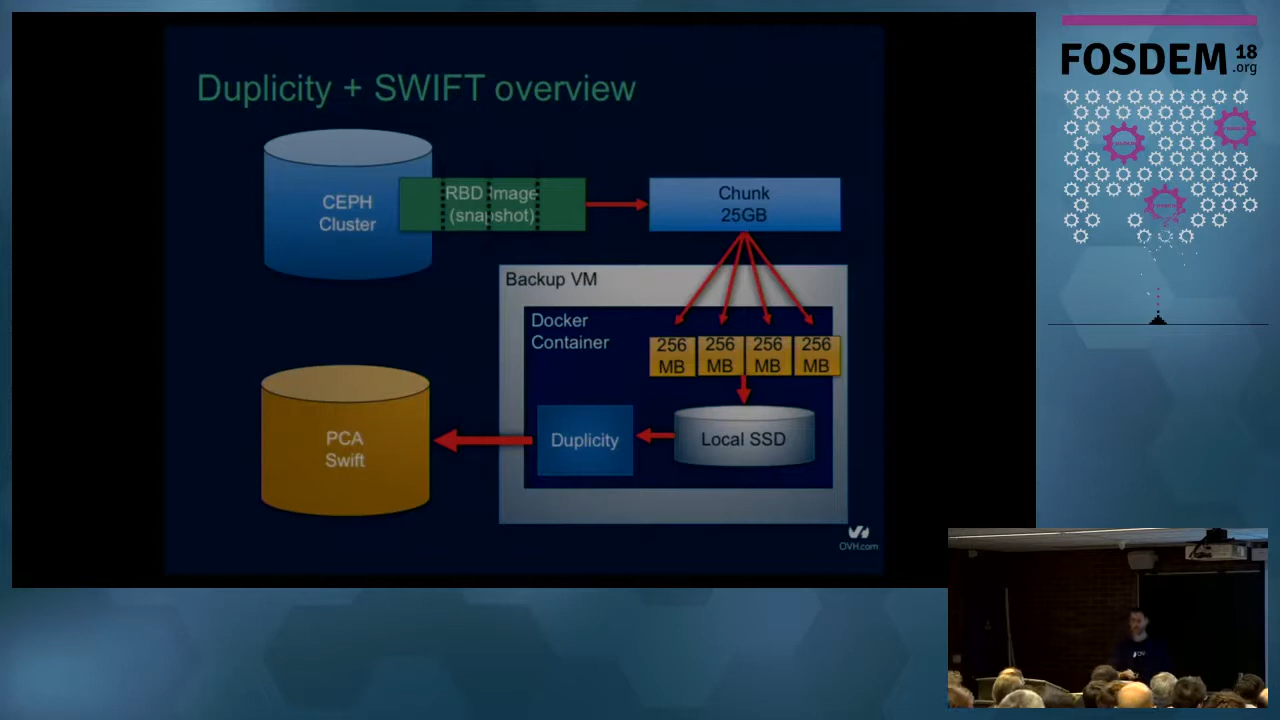 Duplicity + SWIFT overview
CEPH
Cluster
RBD Image
(snapshot)
Chunk
25GB
Backup VM
Docker
Container
256
MB
256
MB
256
MB
256
MB
Duplicity
Local SSD
PCA
Swift
OVH.com
FOSDEM 18
.org